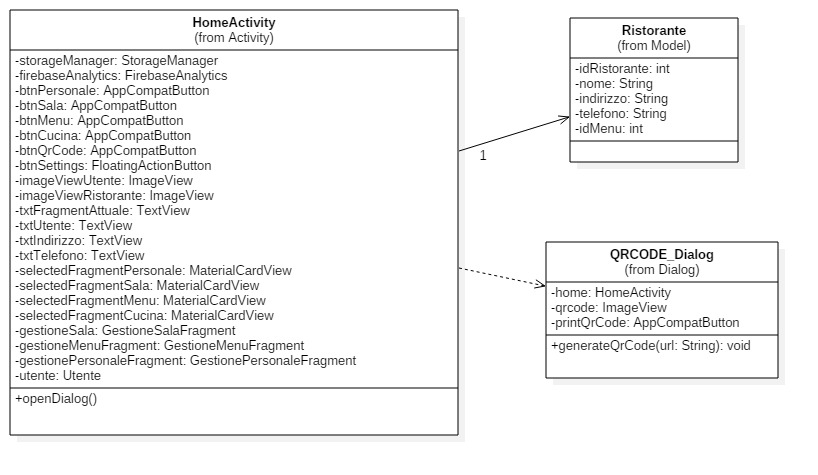 HomeActivity
(from Activity)
-storageManager: StorageManager
-firebaseAnalytics: FirebaseAnalytics
-btnPersonale: AppCompatButton
-btnSala: AppCompatButton
-btnMenu: AppCompatButton
-btnCucina: AppCompatButton
-btnQrCode: AppCompatButton
-btnSettings: FloatingActionButton
-imageViewUtente: ImageView
-imageViewRistorante: ImageView
-txtFragmentAttuale: TextView
-txtUtente: TextView
-txtIndirizzo: TextView
-txtTelefono: TextView
-selectedFragmentPersonale: MaterialCardView
-selectedFragmentSala: MaterialCardView
-selectedFragmentMenu: MaterialCardView
-selectedFragmentCucina: MaterialCardView
-gestioneSala: GestioneSalaFragment
-gestioneMenuFragment: GestioneMenuFragment
-gestionePersonaleFragment: GestionePersonaleFragment
-utente: Utente
+openDialog()
1
Ristorante
(from Model)
-idRistorante: int
-nome: String
-indirizzo: String
-telefono: String
-idMenu: int
QRCODE_Dialog
(from Dialog)
-home: HomeActivity
-qrcode: ImageView
-printQrCode: AppCompatButton
+generateQrCode(url: String): void